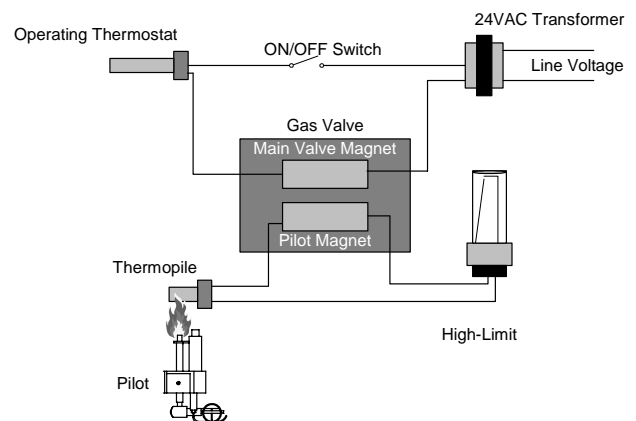 24VAC Transformer
Operating Thermostat
ON/OFF Switch
Line Voltage
Gas Valve
Main Valve Magnet
Pilot Magnet
Thermopile
High-Limit
Pilot